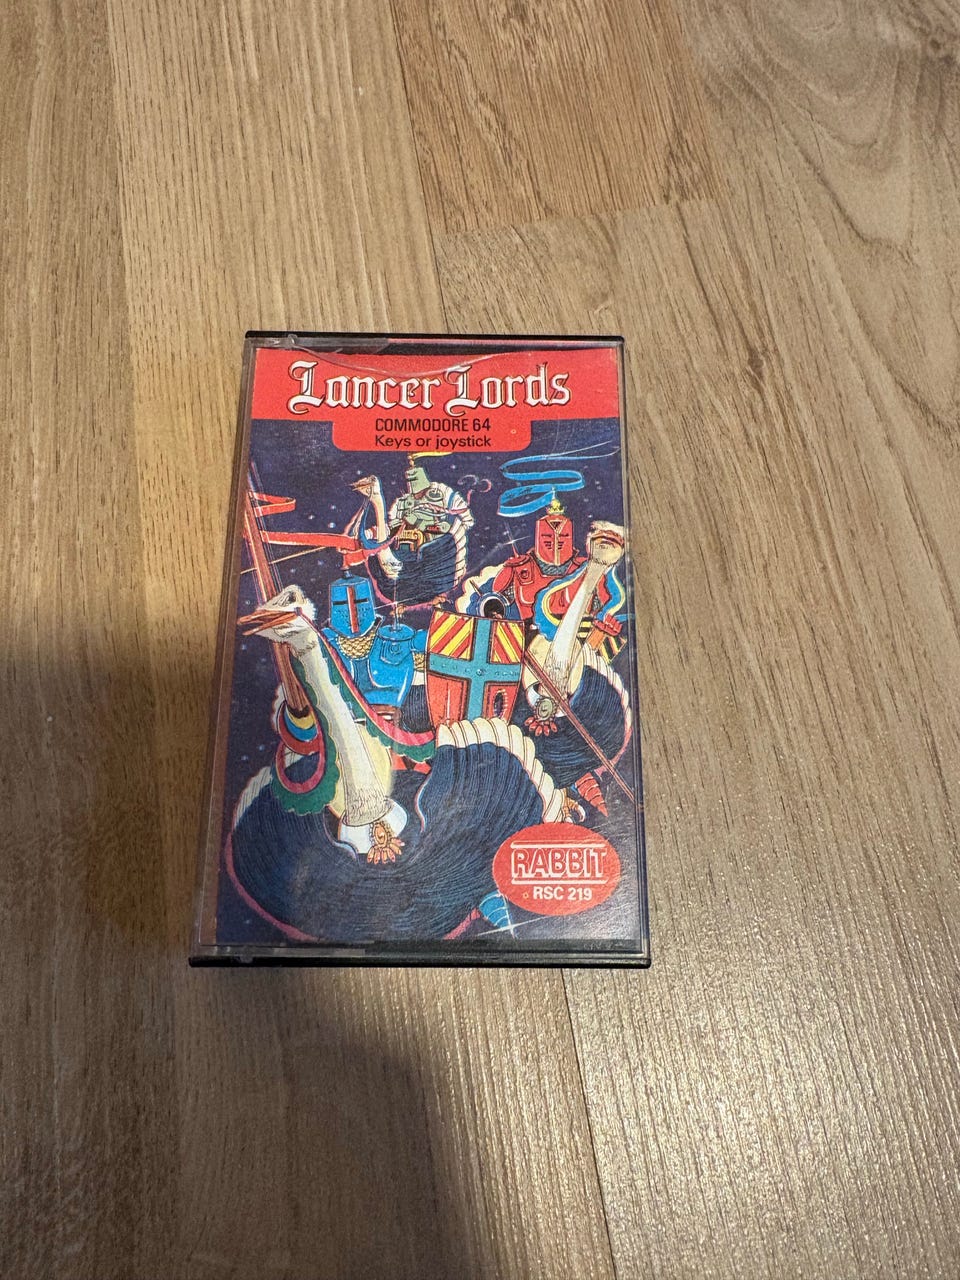 Lancer Lords
COMMODORE 64
Keys or joystick
RABBIT
RSC 219